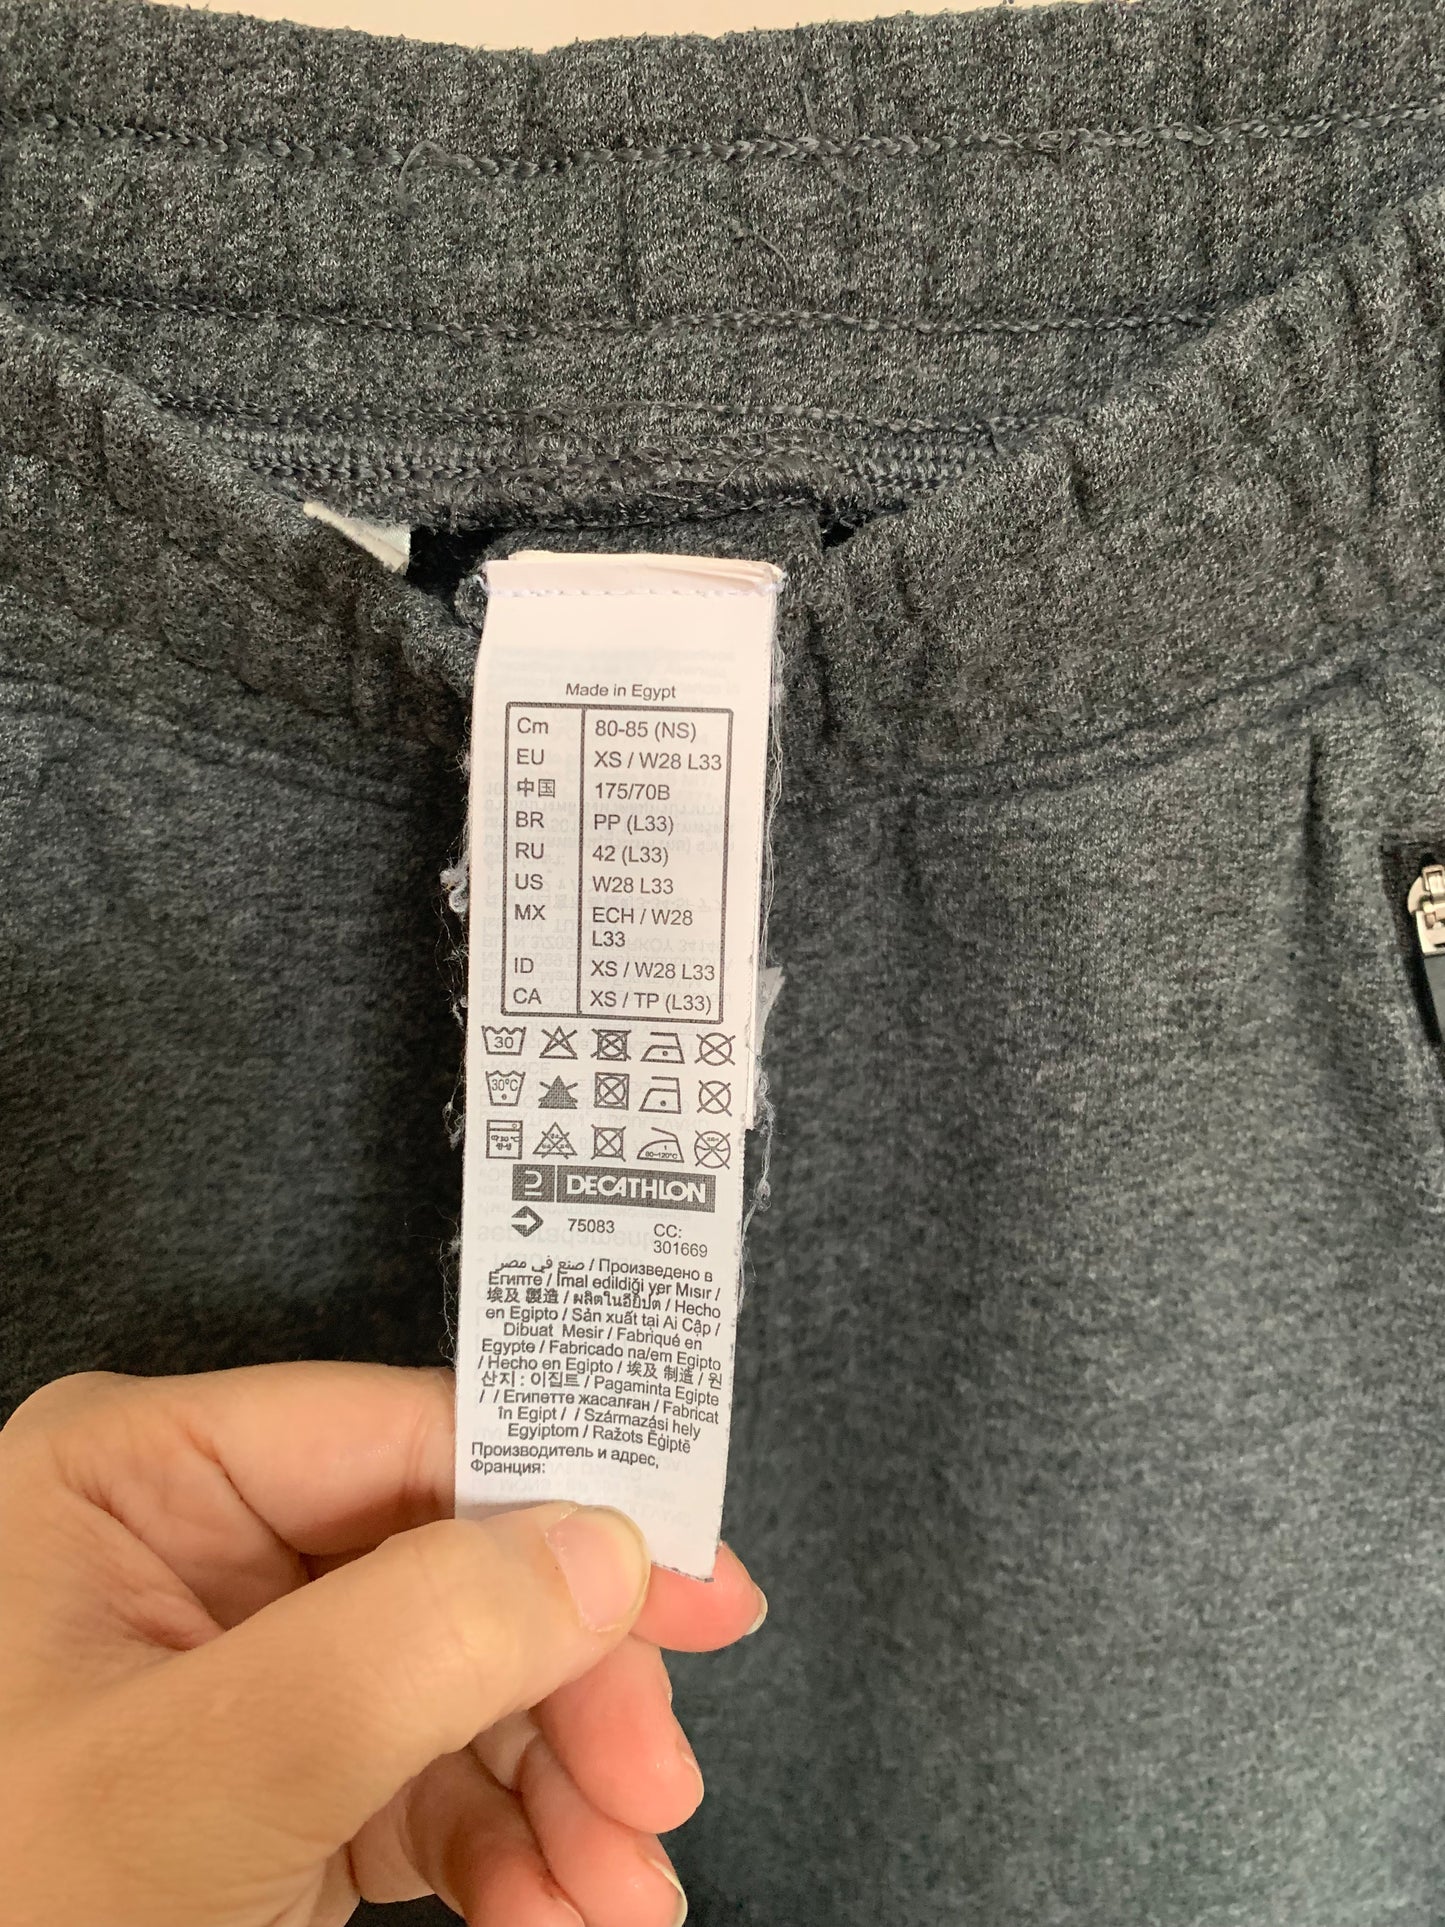 Made in Egypt
Cm 80-85 (NS)
EU XS / W28 L33
中国 175/70B
BR PP (L33)
RU 42 (L33)
US W28 L33
MX ECH / W28
L33
ID XS / W28 L33
CA XS / TP (L33)
30
30°C
DECATHLON
75083 CC:
301669
صنع في مصر / Произведено в
Египте / İmal edildiği yer Mısır /
埃及 製造 / ผลิตในอียิปต์ / Hecho
en Egipto / Sản xuất tại Ai Cập /
Dibuat Mesir / Fabriqué en
Egypte / Fabricado na/em Egipto
/ Hecho en Egipto / 埃及 制造 / 원
산지 : 이집트 / Pagaminta Egipte
/ / Египетте жасалған / Fabricat
în Egipt / / Származási hely
Egyiptom / Ražots Ēģiptē
Производитель и адрес,
Франция: